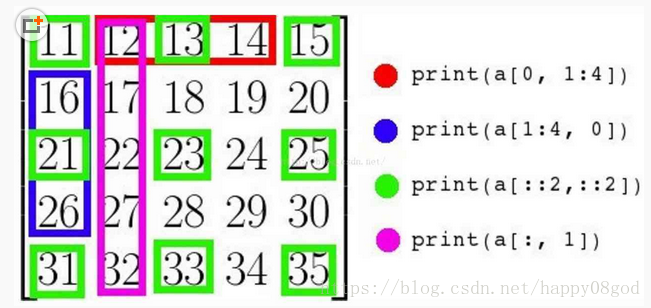 11 12 13 14 15
16 17 18 19 20
21 22 23 24 25
26 27 28 29 30
31 32 33 34 35
print(a[0, 1:4])
print(a[1:4, 0])
print(a[::2,::2])
print(a[:, 1])
https://blog.csdn.net/happy08god